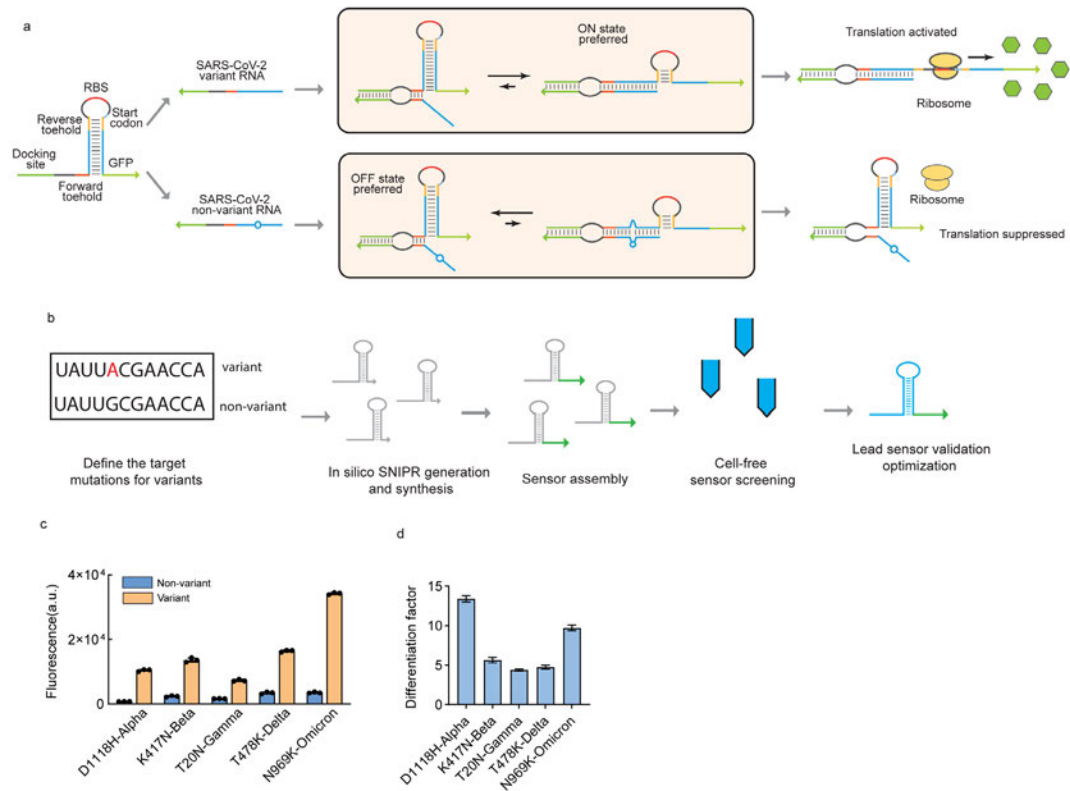 a
RBS
Reverse
toehold
Start
codon
Docking
site
GFP
Forward
toehold
SARS-CoV-2
variant RNA
SARS-CoV-2
non-variant RNA
ON state
preferred
OFF state
preferred
Translation activated
Ribosome
Ribosome
Translation suppressed
b
UAUUACGAACCA
variant
UAUUGCGAACCA
non-variant
Define the target
mutations for variants
In silico SNIPR generation
and synthesis
Sensor assembly
Cell-free
sensor screening
Lead sensor validation
optimization
c
Fluorescence(a.u.)
4×10⁴
2×10⁴
0
Non-variant
Variant
D1118H-Alpha
K417N-Beta
T20N-Gamma
T478K-Delta
N969K-Omicron
d
Differentiation factor
15
10
5
0
D1118H-Alpha
K417N-Beta
T20N-Gamma
T478K-Delta
N969K-Omicron